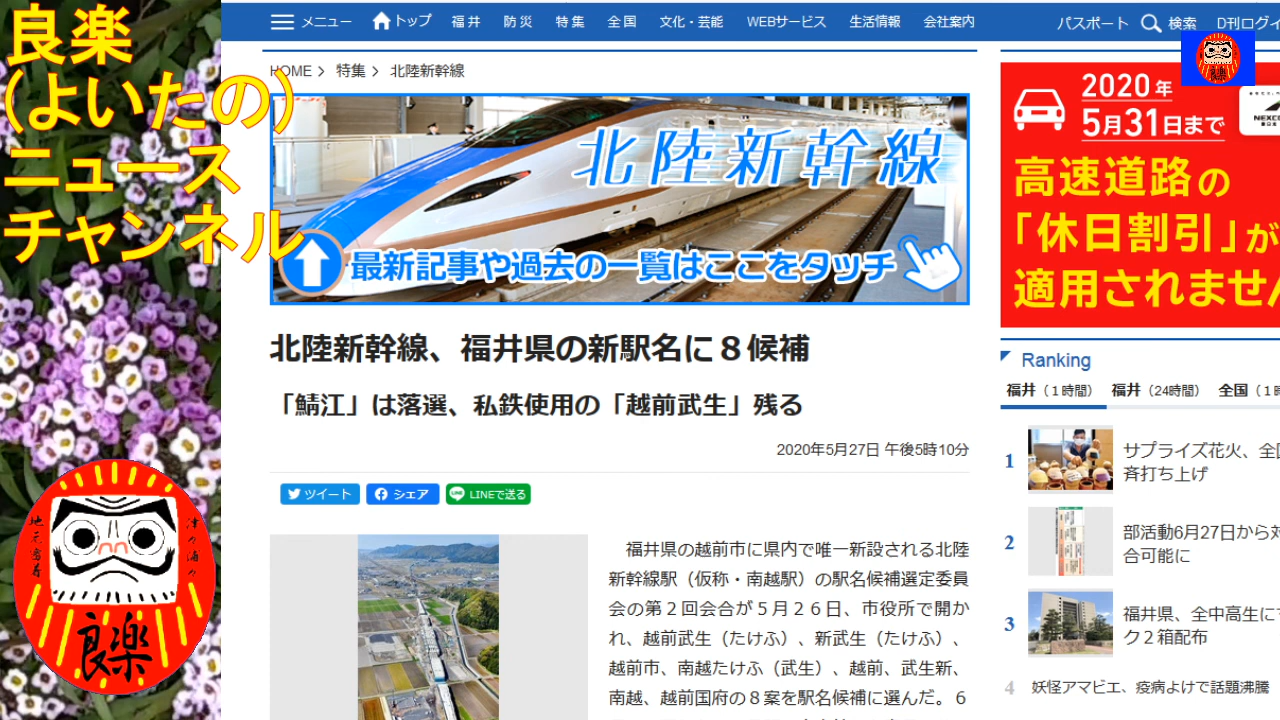 良楽
（よいたの）
ニュース
チャンネル
メニュー トップ 福井 防災 特集 全国 文化・芸能 WEBサービス 生活情報 会社案内 パスポート 検索 D刊ログイ
HOME > 特集 > 北陸新幹線
北陸新幹線
最新記事や過去の一覧はここをタッチ
北陸新幹線、福井県の新駅名に８候補
「鯖江」は落選、私鉄使用の「越前武生」残る
2020年5月27日 午後5時10分
ツイート シェア LINEで送る
福井県の越前市に県内で唯一新設される北陸
新幹線駅（仮称・南越駅）の駅名候補選定委員
会の第２回会合が５月２６日、市役所で開か
れ、越前武生（たけふ）、新武生（たけふ）、
越前市、南越たけふ（武生）、越前、武生新、
南越、越前国府の８案を駅名候補に選んだ。６
2020年
5月31日まで
NEXCO
高速道路の
「休日割引」が
適用されません
Ranking
福井（１時間） 福井（24時間） 全国（１時
1 サプライズ花火、全国
斉打ち上げ
2 部活動6月27日から対
合可能に
3 福井県、全中高生にマ
ク２箱配布
4 妖怪アマビエ、疫病よけで話題沸騰
良楽